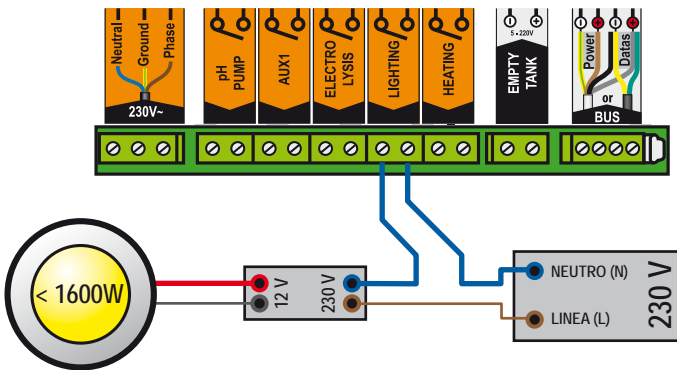 Neutral
Ground
Phase
230V~
pH
PUMP
AUX1
ELECTRO
LYSIS
LIGHTING
HEATING
5 - 220V
EMPTY
TANK
Power
Datas
or
BUS
< 1600W
12 V
230 V
NEUTRO (N)
LINEA (L)
230 V